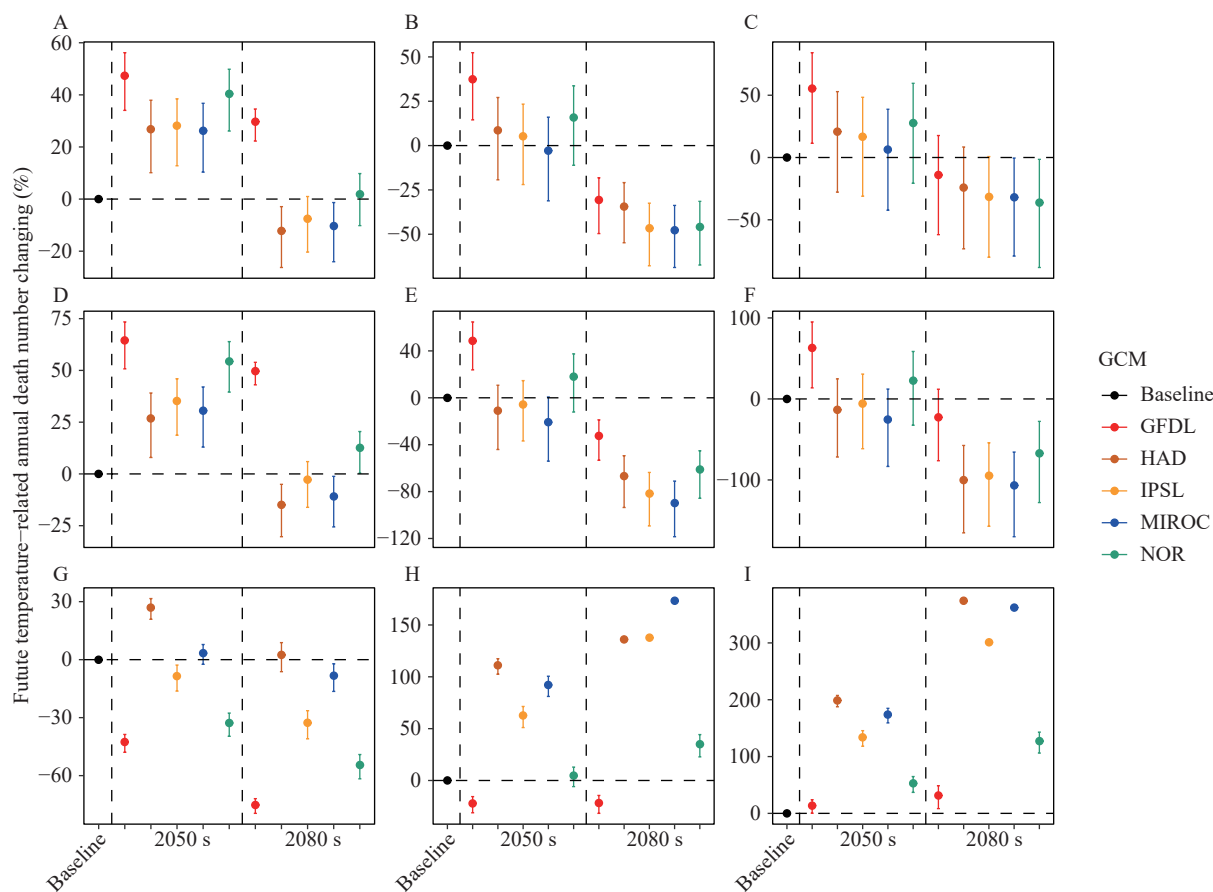 Futute temperature−related annual death number changing (%)
A
60
40
20
0
−20
B
50
25
0
−25
−50
C
50
0
−50
D
75
50
25
0
−25
E
40
0
−40
−80
−120
F
100
0
−100
G
30
0
−30
−60
Baseline
2050 s
2080 s
H
150
100
50
0
Baseline
2050 s
2080 s
I
300
200
100
0
Baseline
2050 s
2080 s
GCM
Baseline
GFDL
HAD
IPSL
MIROC
NOR